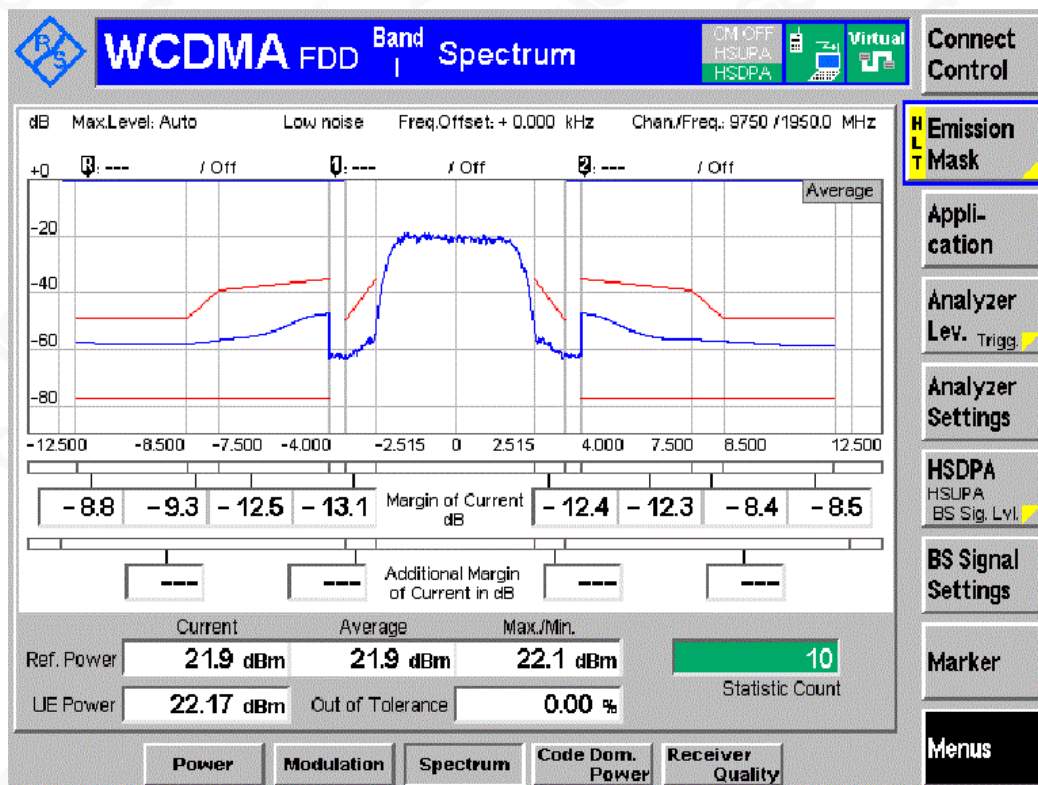 R S
WCDMA FDD Band I Spectrum
CM OFF
HSUPA
HSDPA
Virtual
Connect Control
dB Max.Level: Auto Low noise Freq.Offset: + 0.000 kHz Chan./Freq.: 9750 /1950.0 MHz
HLT
Emission Mask
R: --- / Off 1: --- / Off 2: --- / Off
+0
Average
-20
-40
-60
-80
-12.500 -8.500 -7.500 -4.000 -2.515 0 2.515 4.000 7.500 8.500 12.500
Appli-
cation
Analyzer
Lev. Trigg.
Analyzer
Settings
HSDPA
HSUPA
BS Sig. Lvl.
BS Signal
Settings
Marker
Menus
- 8.8 - 9.3 - 12.5 - 13.1 Margin of Current dB - 12.4 - 12.3 - 8.4 - 8.5
--- --- Additional Margin of Current in dB --- ---
Current Average Max./Min.
Ref. Power 21.9 dBm 21.9 dBm 22.1 dBm 10
Statistic Count
UE Power 22.17 dBm Out of Tolerance 0.00 %
Power Modulation Spectrum Code Dom. Power Receiver Quality